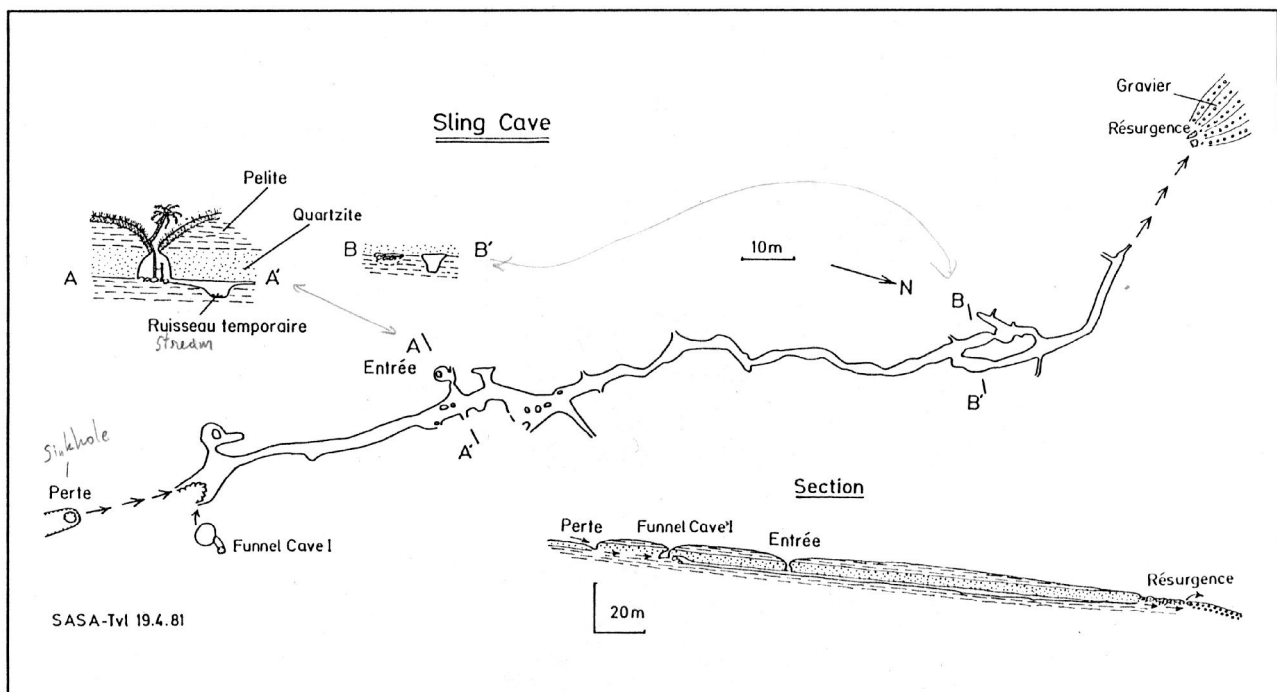 Sling Cave
Gravier
Résurgence
Pelite
Quartzite
A
A'
B
B'
Ruisseau temporaire
Stream
10m
N
A
Entrée
A'
B
B'
Sinkhole
Perte
Funnel Cave I
Section
Perte
Funnel Cave I
Entrée
Résurgence
20m
SASA-Tvl 19.4.81